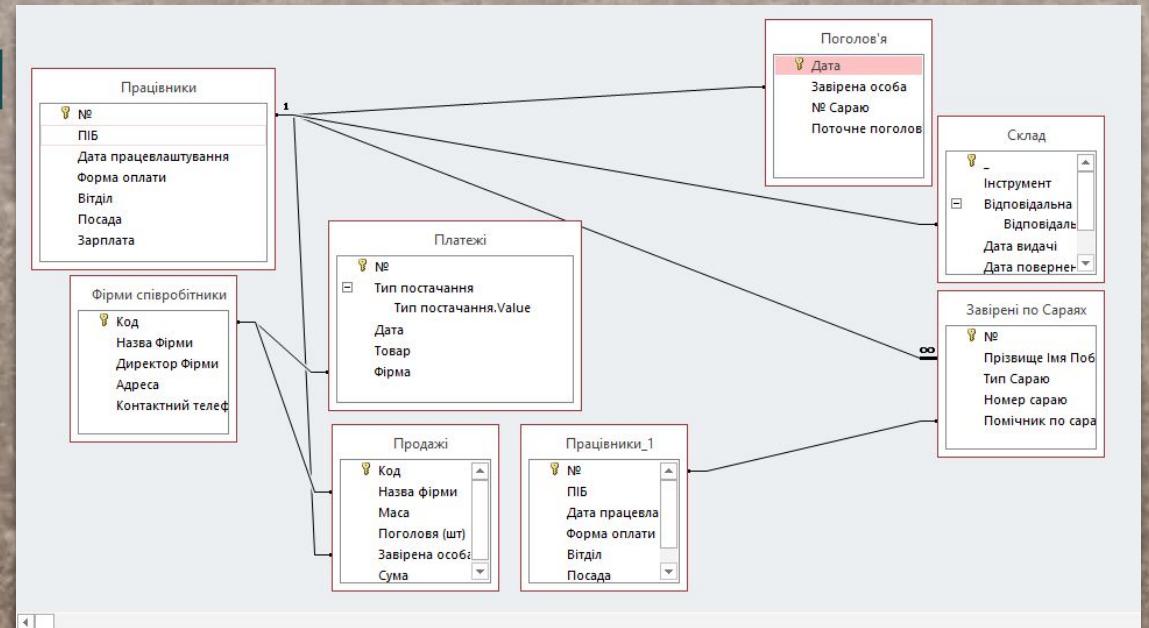 Працівники
№
ПІБ
Дата працевлаштування
Форма оплати
Вітділ
Посада
Зарплата
1
Поголов'я
Дата
Завірена особа
№ Сараю
Поточне поголов
Склад
_
Інструмент
Відповідальна
Відповідаль
Дата видачі
Дата повернен
Платежі
№
Тип постачання
Тип постачання.Value
Дата
Товар
Фірма
Фірми співробітники
Код
Назва Фірми
Директор Фірми
Адреса
Контактний телеф
Завірені по Сараях
№
Прізвище Імя Поб
Тип Сараю
Номер сараю
Помічник по сара
∞
Продажі
Код
Назва фірми
Маса
Поголовя (шт)
Завірена особа
Сума
Працівники_1
№
ПІБ
Дата працевла
Форма оплати
Вітділ
Посада